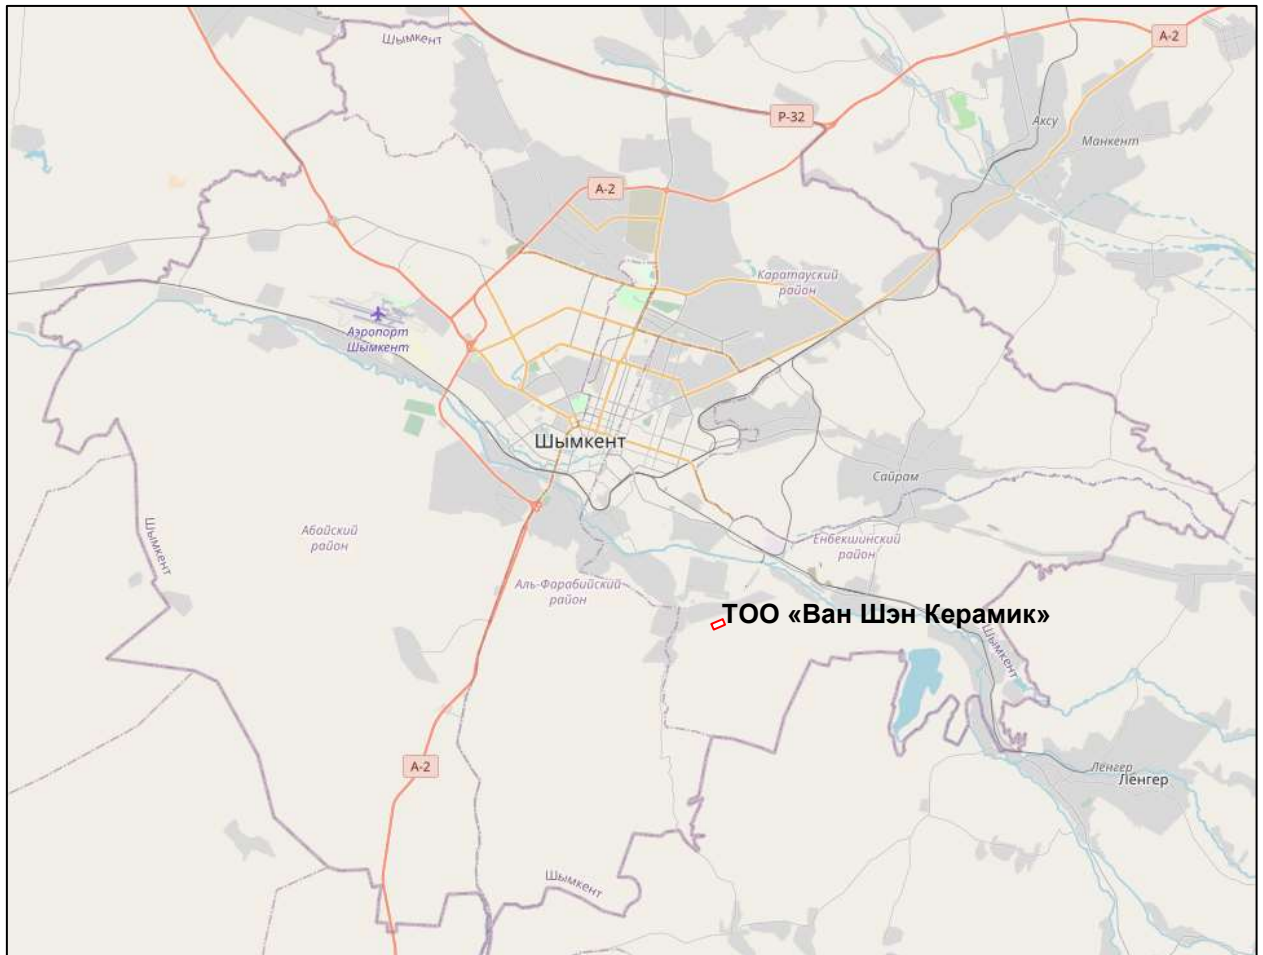 Шымкент
А-2
Р-32
Аксу
Манкент
А-2
Каратауский
район
Аэропорт
Шымкент
Шымкент
Сайрам
Шымкент
Абайский
район
Енбекшинский
район
Аль-Фарабийский
район
ТОО «Ван Шэн Керамик»
Шымкент
А-2
Ленгер
Ленгер
Шымкент